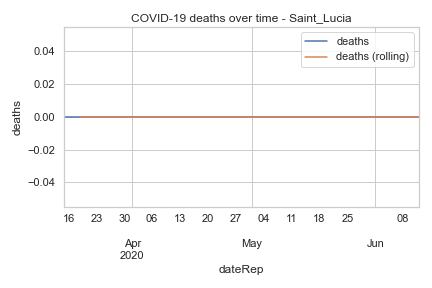 COVID-19 deaths over time - Saint_Lucia
deaths
deaths (rolling)
0.04
0.02
0.00
−0.02
−0.04
deaths
16 23 30 06 13 20 27 04 11 18 25 08
Apr May Jun
2020
dateRep